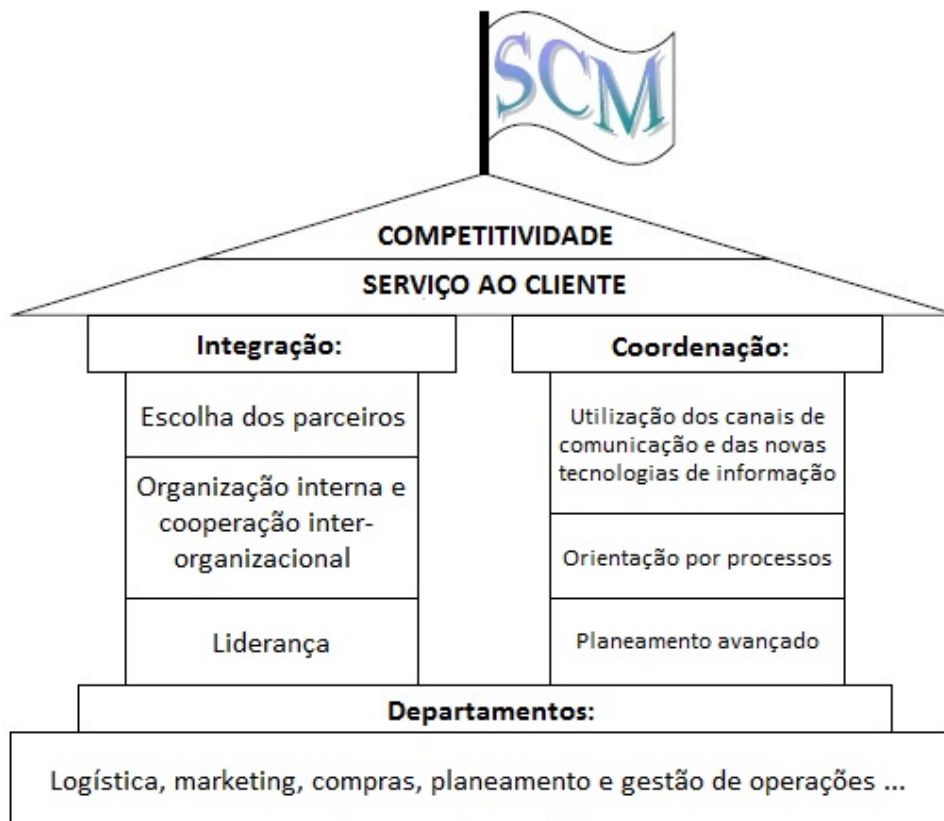 SCM
COMPETITIVIDADE
SERVIÇO AO CLIENTE
Integração:
Escolha dos parceiros
Organização interna e
cooperação inter-
organizacional
Liderança
Coordenação:
Utilização dos canais de
comunicação e das novas
tecnologias de informação
Orientação por processos
Planeamento avançado
Departamentos:
Logística, marketing, compras, planeamento e gestão de operações ...